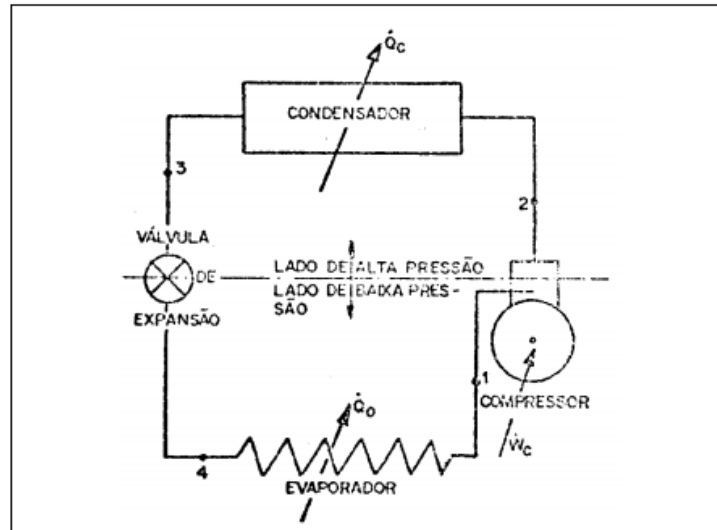 Q̇c
CONDENSADOR
3
2
VÁLVULA
DE
EXPANSÃO
LADO DE ALTA PRESSÃO
LADO DE BAIXA PRES-
SÃO
1
COMPRESSOR
Ẇc
Q̇o
4
EVAPORADOR